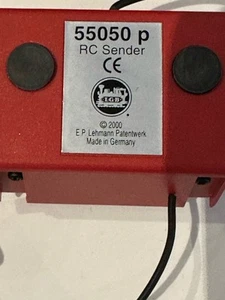 55050 p
RC Sender
CE
LGB
© 2000
E.P. Lehmann Patentwerk
Made in Germany